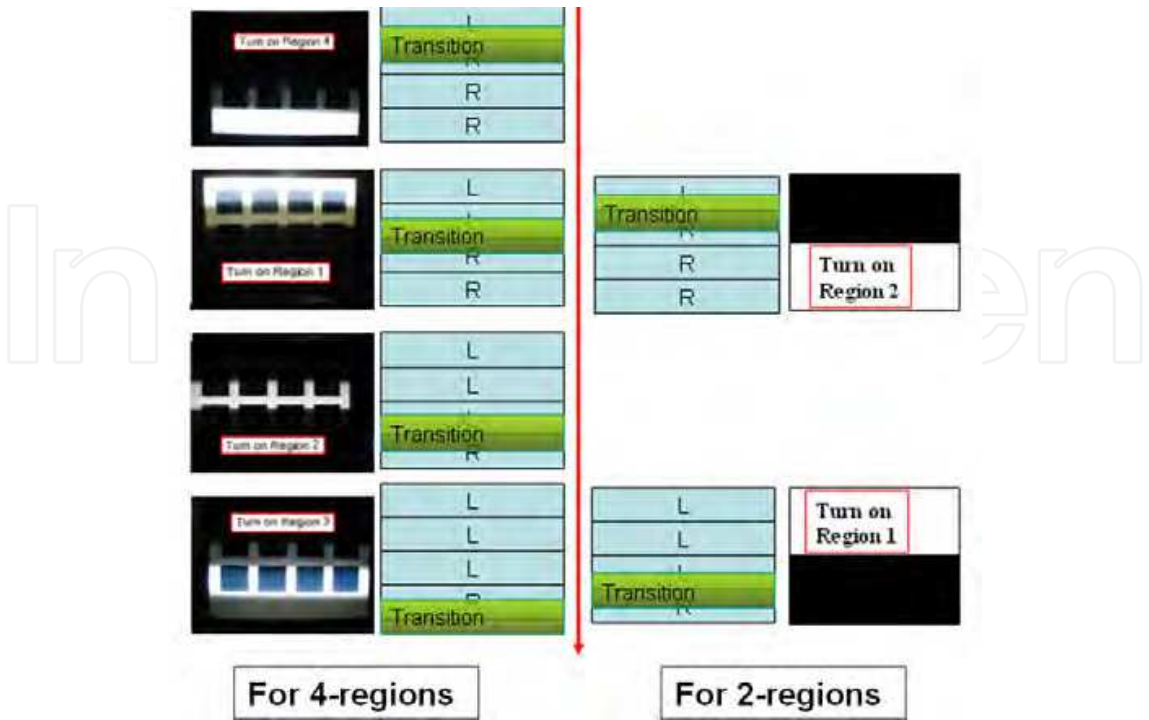 Turn on Region 4
L
Transition
R
R
R
Turn on Region 1
L
L
Transition
R
R
Turn on Region 2
L
L
Transition
R
Turn on Region 3
L
L
L
R
Transition
L
Transition
R
R
R
Turn on
Region 2
L
L
L
Transition
R
Turn on
Region 1
For 4-regions
For 2-regions